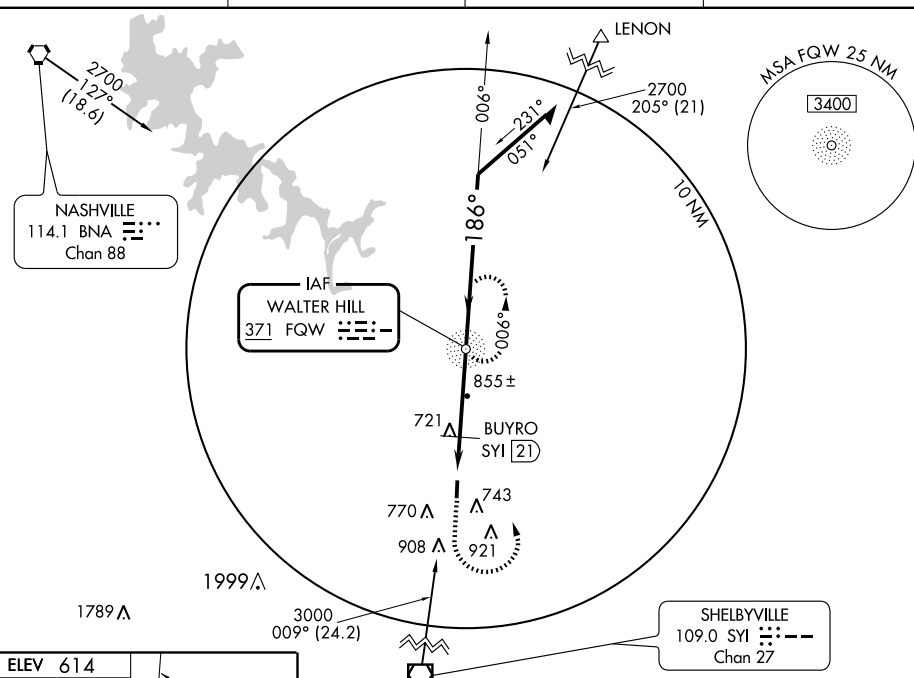 LENON
2700
205° (21)
MSA FQW 25 NM
3400
2700
127°
(18.6)
006°
231°
051°
10 NM
NASHVILLE
114.1 BNA
Chan 88
186°
IAF
WALTER HILL
371 FQW
006°
855±
721
BUYRO
SYI 21
743
770
908
921
1999
1789
3000
009° (24.2)
SHELBYVILLE
109.0 SYI
Chan 27
ELEV 614